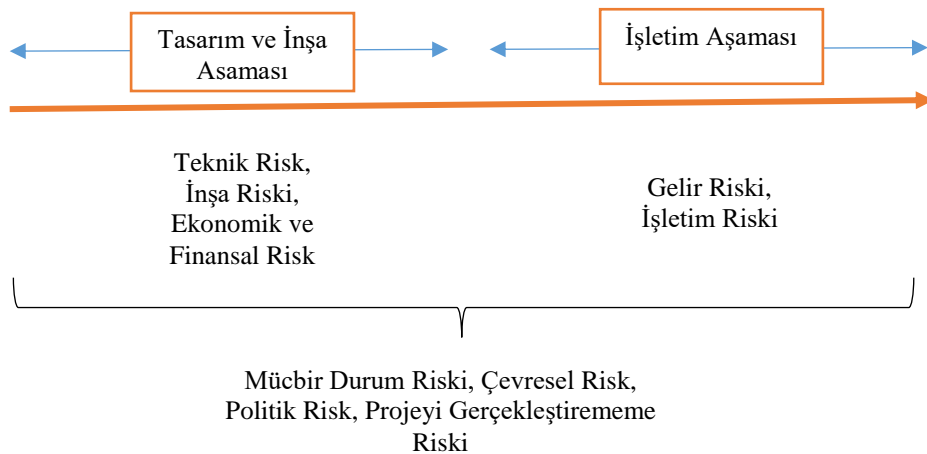 Tasarım ve İnşa
Asaması
İşletim Aşaması
Teknik Risk,
İnşa Riski,
Ekonomik ve
Finansal Risk
Gelir Riski,
İşletim Riski
Mücbir Durum Riski, Çevresel Risk,
Politik Risk, Projeyi Gerçekleştirememe
Riski